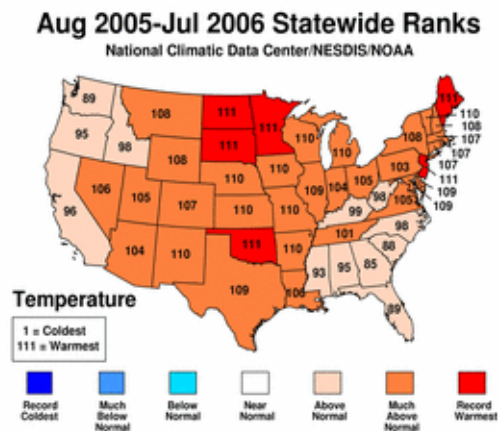 Aug 2005-Jul 2006 Statewide Ranks
National Climatic Data Center/NESDIS/NOAA
89
108
111
111
111
110
95
98
111
110
108
108
110
107
108
107
106
105
107
110
110
109
104
105
103
107
111
96
110
110
99
98
105
109
109
104
110
111
110
101
98
109
106
93
95
85
88
89
Temperature
1 = Coldest
111 = Warmest
Record
Coldest
Much
Below
Normal
Below
Normal
Near
Normal
Above
Normal
Much
Above
Normal
Record
Warmest